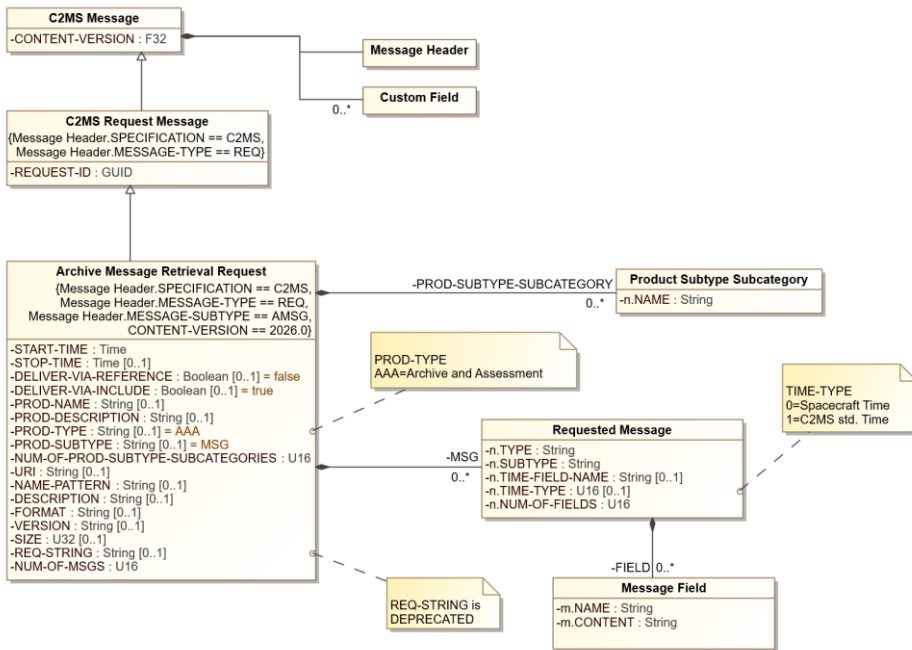 C2MS Message
-CONTENT-VERSION : F32
Message Header
Custom Field
0..*
C2MS Request Message
{Message Header.SPECIFICATION == C2MS,
Message Header.MESSAGE-TYPE == REQ}
-REQUEST-ID : GUID
Archive Message Retrieval Request
{Message Header.SPECIFICATION == C2MS,
Message Header.MESSAGE-TYPE == REQ,
Message Header.MESSAGE-SUBTYPE == AMSG,
CONTENT-VERSION == 2026.0}
-START-TIME : Time
-STOP-TIME : Time [0..1]
-DELIVER-VIA-REFERENCE : Boolean [0..1] = false
-DELIVER-VIA-INCLUDE : Boolean [0..1] = true
-PROD-NAME : String [0..1]
-PROD-DESCRIPTION : String [0..1]
-PROD-TYPE : String [0..1] = AAA
-PROD-SUBTYPE : String [0..1] = MSG
-NUM-OF-PROD-SUBTYPE-SUBCATEGORIES : U16
-URI : String [0..1]
-NAME-PATTERN : String [0..1]
-DESCRIPTION : String [0..1]
-FORMAT : String [0..1]
-VERSION : String [0..1]
-SIZE : U32 [0..1]
-REQ-STRING : String [0..1]
-NUM-OF-MSGS : U16
-PROD-SUBTYPE-SUBCATEGORY
0..*
Product Subtype Subcategory
-n.NAME : String
PROD-TYPE
AAA=Archive and Assessment
TIME-TYPE
0=Spacecraft Time
1=C2MS std. Time
-MSG
0..*
Requested Message
-n.TYPE : String
-n.SUBTYPE : String
-n.TIME-FIELD-NAME : String [0..1]
-n.TIME-TYPE : U16 [0..1]
-n.NUM-OF-FIELDS : U16
REQ-STRING is
DEPRECATED
-FIELD 0..*
Message Field
-m.NAME : String
-m.CONTENT : String